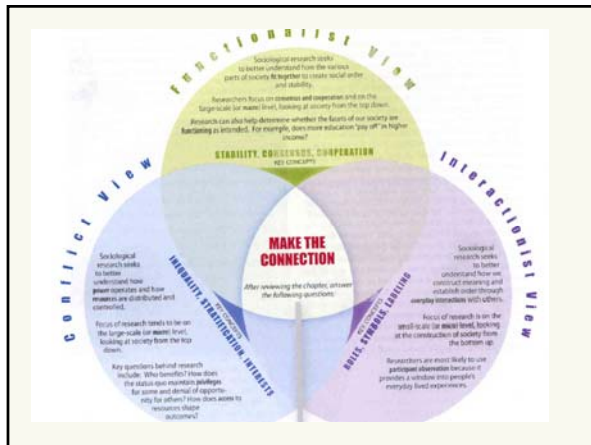 Functionalist View
Sociological research seeks
to better understand how the various
parts of society fit together to create social order
and stability.
Researchers focus on consensus and cooperation and on the
large-scale (or macro) level, looking at society from the top down.
Research can also help determine whether the facets of our society are
functioning as intended. For example, does more education "pay off" in higher
income?
STABILITY, CONSENSUS, COOPERATION
KEY CONCEPTS
Conflict View
Sociological
research seeks
to better
understand how
power operates and how
resources are distributed and
controlled.
Focus of research tends to be on
the large-scale (or macro) level,
looking at society from the top
down.
Key questions behind research
include: Who benefits? How does
the status quo maintain privileges
for some and denial of opportu-
nity for others? How does access to
resources shape
outcomes?
KEY CONCEPTS
INEQUALITY, STRATIFICATION, INTERESTS
MAKE THE
CONNECTION
After reviewing the chapter, answer
the following questions:
Interactionist View
Sociological
research seeks
to better
understand how we
construct meaning and
establish order through
everyday interactions with others.
Focus of research is on the
small-scale (or micro) level, looking
at the construction of society from
the bottom up.
Researchers are most likely to use
participant observation because it
provides a window into people's
everyday lived experiences.
KEY CONCEPTS
ROLES, SYMBOLS, LABELING